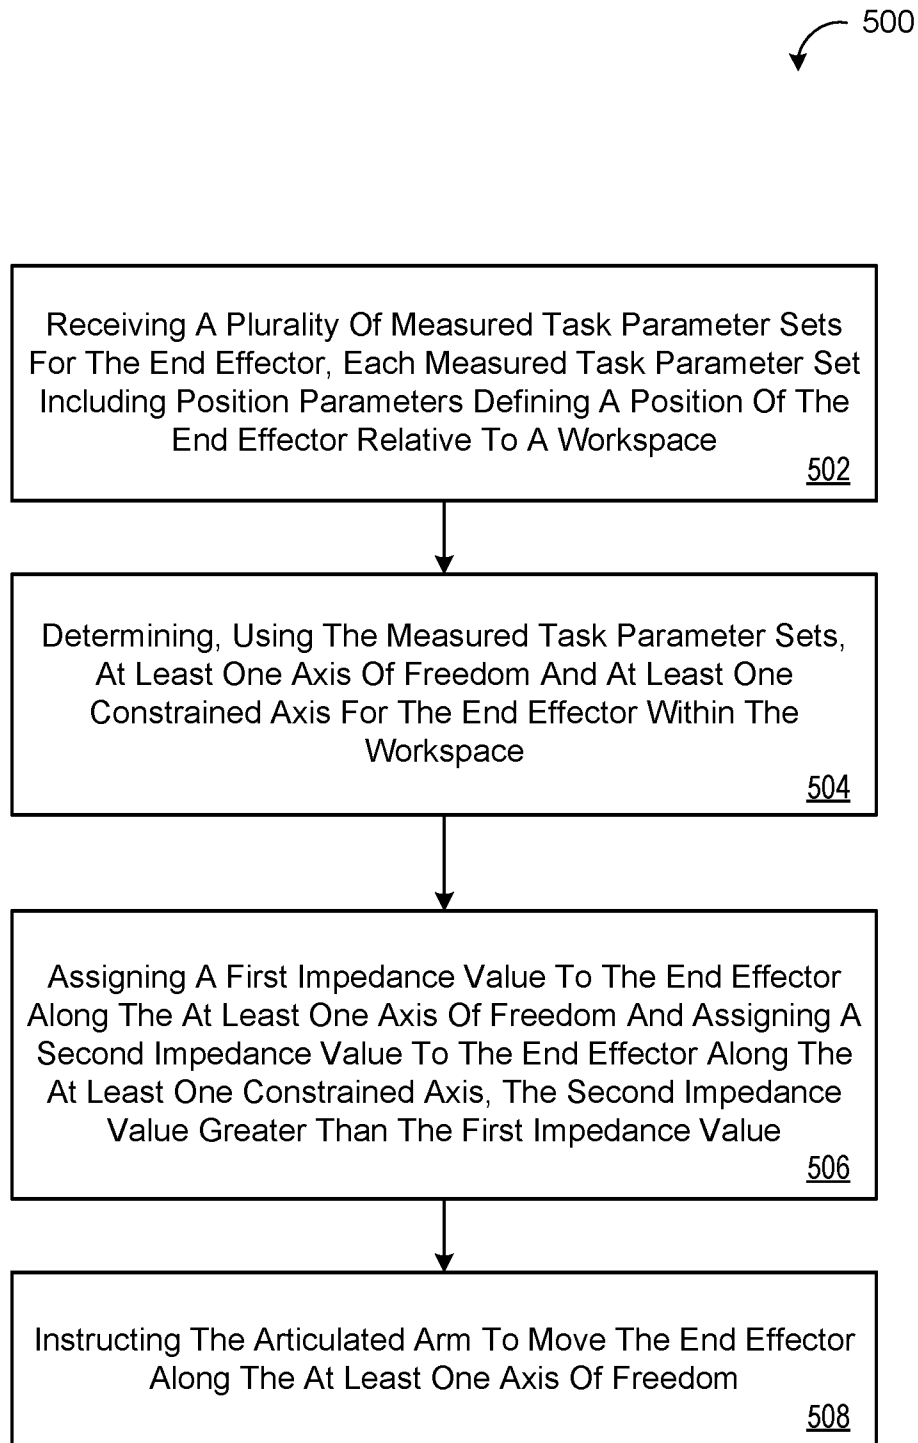 500
Receiving A Plurality Of Measured Task Parameter Sets
For The End Effector, Each Measured Task Parameter Set
Including Position Parameters Defining A Position Of The
End Effector Relative To A Workspace
502
Determining, Using The Measured Task Parameter Sets,
At Least One Axis Of Freedom And At Least One
Constrained Axis For The End Effector Within The
Workspace
504
Assigning A First Impedance Value To The End Effector
Along The At Least One Axis Of Freedom And Assigning A
Second Impedance Value To The End Effector Along The
At Least One Constrained Axis, The Second Impedance
Value Greater Than The First Impedance Value
506
Instructing The Articulated Arm To Move The End Effector
Along The At Least One Axis Of Freedom
508